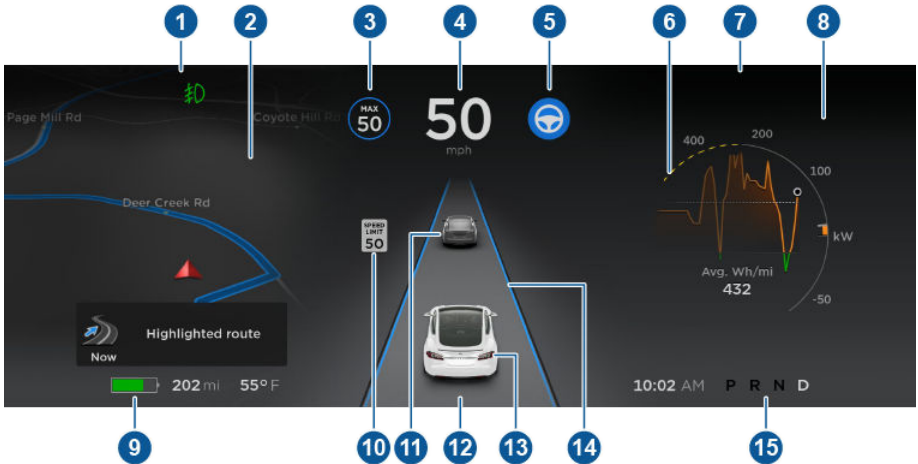 1
2
3
4
5
6
7
8
Page Mill Rd
Coyote Hill Rd
MAX
50
50
mph
400
200
100
kW
-50
Deer Creek Rd
SPEED
LIMIT
50
Avg. Wh/mi
432
Highlighted route
Now
202 mi
55° F
10:02 AM
P R N D
9
10
11
12
13
14
15